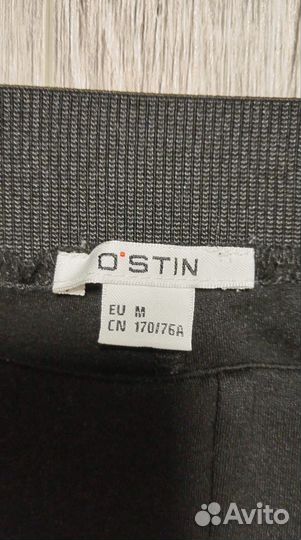 O'STIN
EU M
CN 170/76A
Avito